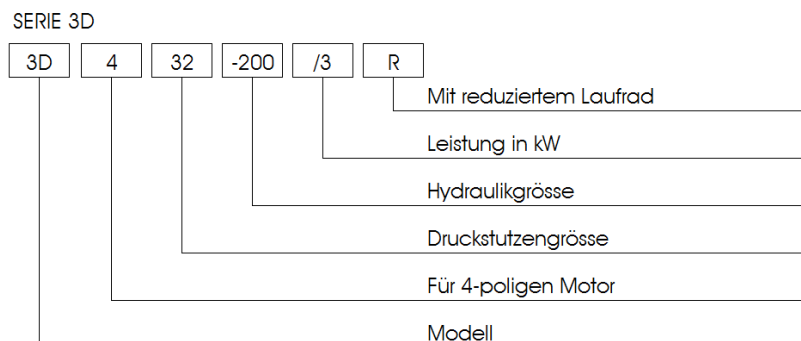 SERIE 3D
3D 4 32 -200 /3 R
Mit reduziertem Laufrad
Leistung in kW
Hydraulikgrösse
Druckstutzengrösse
Für 4-poligen Motor
Modell